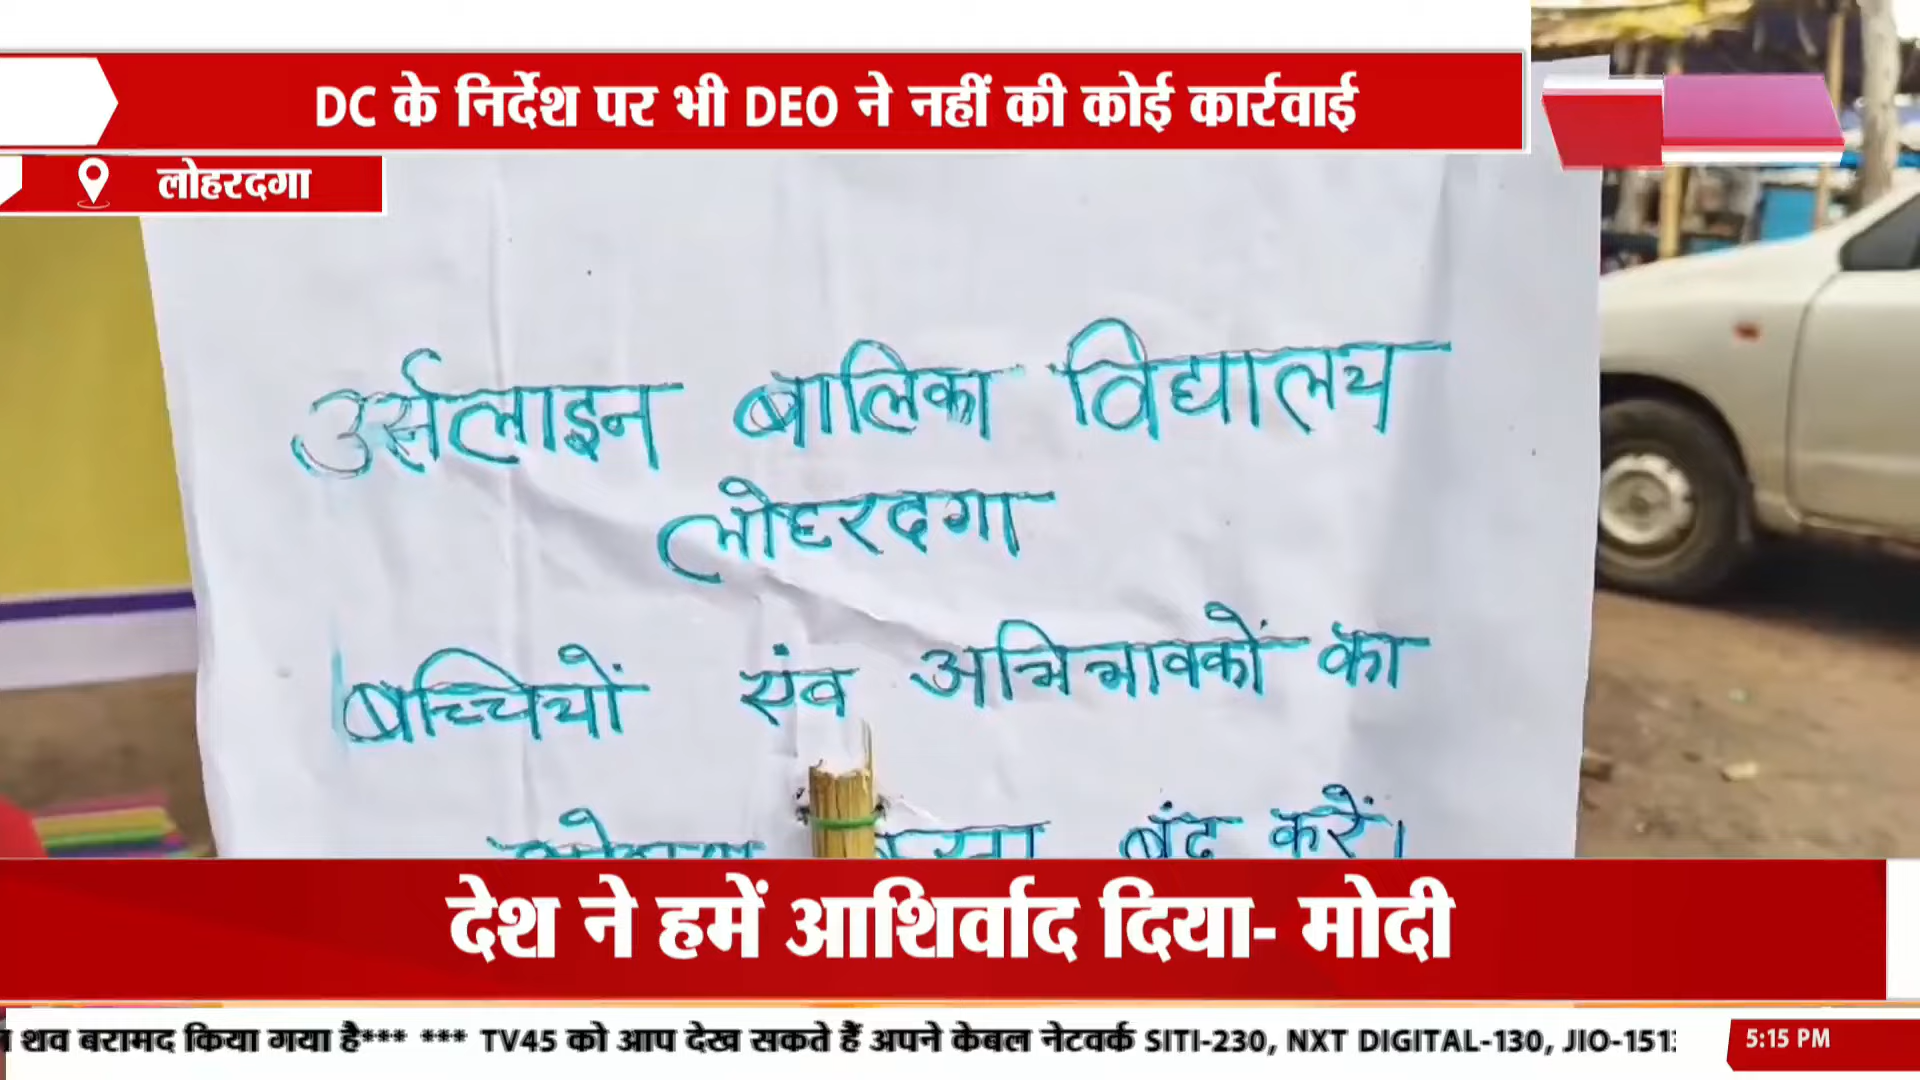 DC के निर्देश पर भी DEO ने नहीं की कोई कार्रवाई
लोहरदगा
उर्सलाइन बालिका विद्यालय
लोहरदगा
बच्चियों एंव अभिभावकों का
बंद करें।
देश ने हमें आशिर्वाद दिया- मोदी
शव बरामद किया गया है*** *** TV45 को आप देख सकते हैं अपने केबल नेटवर्क SITI-230, NXT DIGITAL-130, JIO-151
5:15 PM